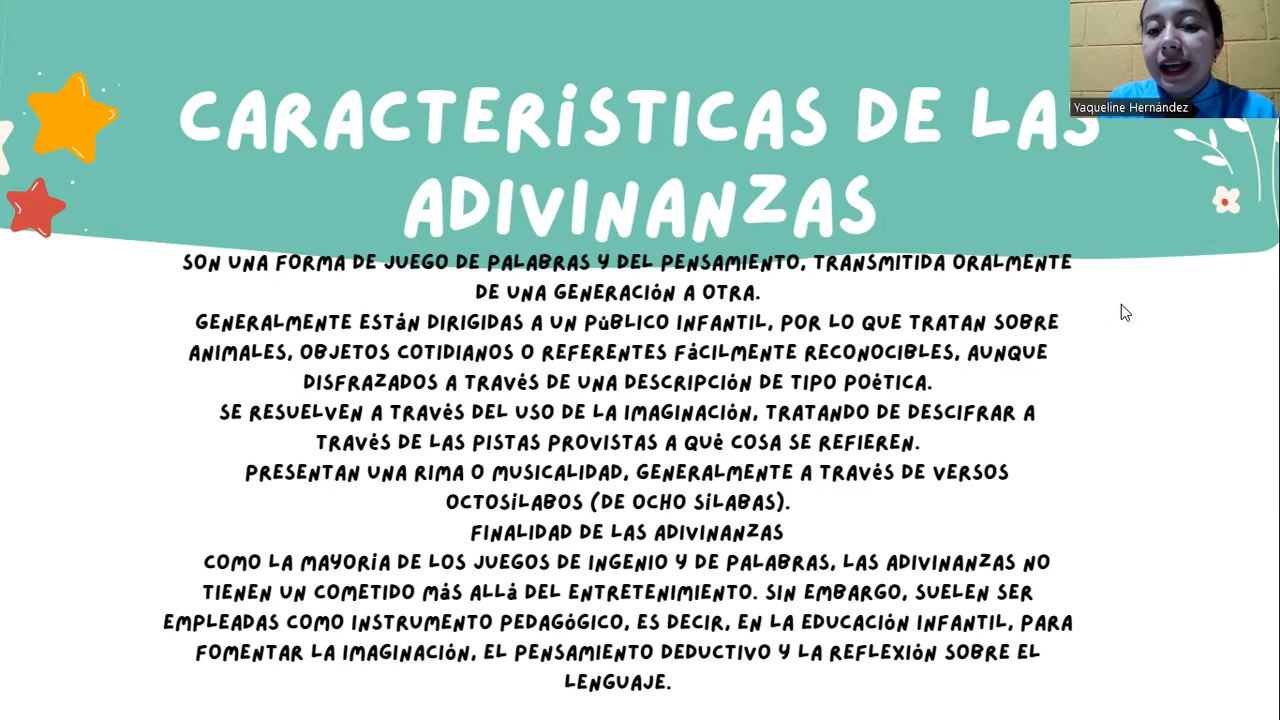 CARACTERÍSTICAS DE LAS
ADIVINANZAS
Yaqueline Hernández
SON UNA FORMA DE JUEGO DE PALABRAS Y DEL PENSAMIENTO, TRANSMITIDA ORALMENTE
DE UNA GENERACIÓN A OTRA.
GENERALMENTE ESTÁN DIRIGIDAS A UN PÚBLICO INFANTIL, POR LO QUE TRATAN SOBRE
ANIMALES, OBJETOS COTIDIANOS O REFERENTES FÁCILMENTE RECONOCIBLES, AUNQUE
DISFRAZADOS A TRAVÉS DE UNA DESCRIPCIÓN DE TIPO POÉTICA.
SE RESUELVEN A TRAVÉS DEL USO DE LA IMAGINACIÓN, TRATANDO DE DESCIFRAR A
TRAVÉS DE LAS PISTAS PROVISTAS A QUÉ COSA SE REFIEREN.
PRESENTAN UNA RIMA O MUSICALIDAD, GENERALMENTE A TRAVÉS DE VERSOS
OCTOSÍLABOS (DE OCHO SÍLABAS).
FINALIDAD DE LAS ADIVINANZAS
COMO LA MAYORÍA DE LOS JUEGOS DE INGENIO Y DE PALABRAS, LAS ADIVINANZAS NO
TIENEN UN COMETIDO MÁS ALLÁ DEL ENTRETENIMIENTO. SIN EMBARGO, SUELEN SER
EMPLEADAS COMO INSTRUMENTO PEDAGÓGICO, ES DECIR, EN LA EDUCACIÓN INFANTIL, PARA
FOMENTAR LA IMAGINACIÓN, EL PENSAMIENTO DEDUCTIVO Y LA REFLEXIÓN SOBRE EL
LENGUAJE.